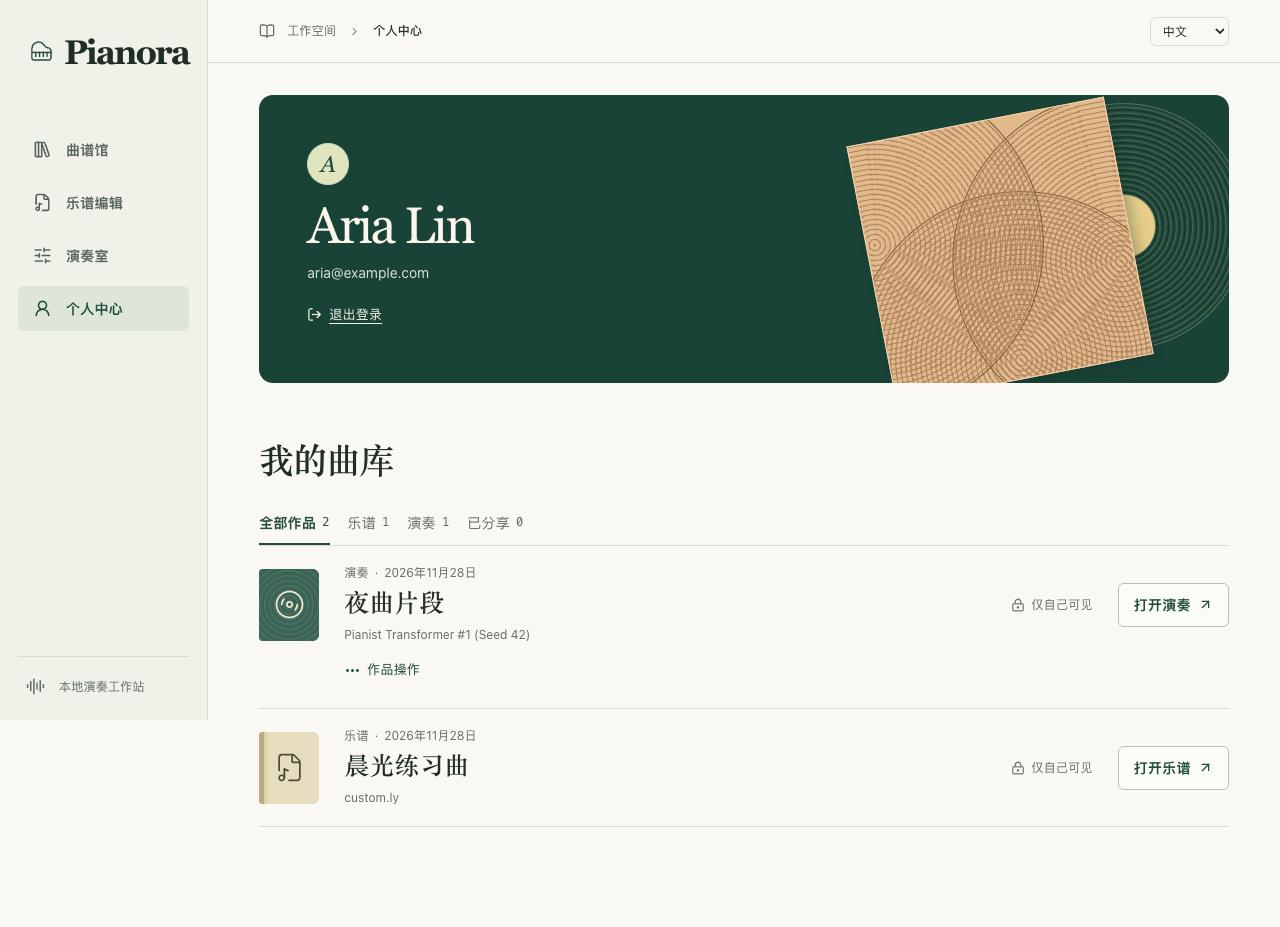 Pianora
工作空间 > 个人中心
中文
曲谱馆
乐谱编辑
演奏室
个人中心
本地演奏工作站
A
Aria Lin
aria@example.com
退出登录
我的曲库
全部作品 2 乐谱 1 演奏 1 已分享 0
演奏 · 2026年11月28日
夜曲片段
Pianist Transformer #1 (Seed 42)
作品操作
仅自己可见
打开演奏
乐谱 · 2026年11月28日
晨光练习曲
custom.ly
仅自己可见
打开乐谱